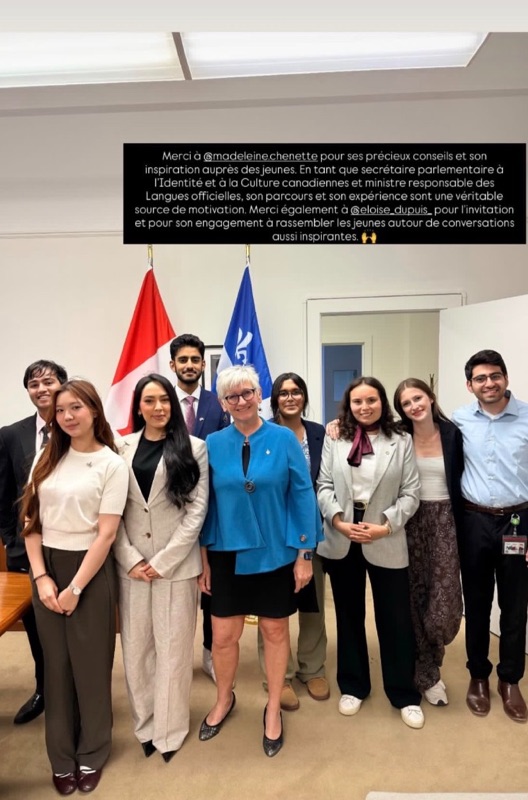 Merci à @madeleine.chenette pour ses précieux conseils et son
inspiration auprès des jeunes. En tant que secrétaire parlementaire à
l'Identité et à la Culture canadiennes et ministre responsable des
Langues officielles, son parcours et son expérience sont une véritable
source de motivation. Merci également à @eloise_dupuis_ pour l'invitation
et pour son engagement à rassembler les jeunes autour de conversations
aussi inspirantes. 🙌